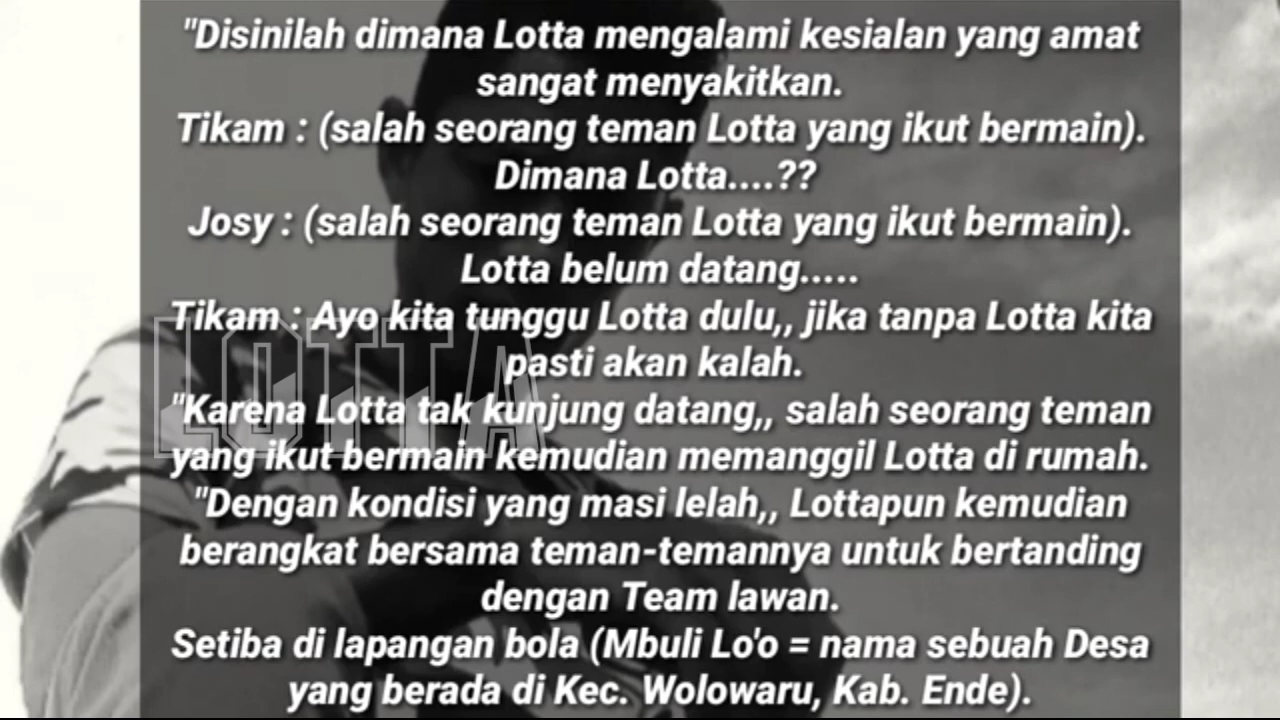 "Disinilah dimana Lotta mengalami kesialan yang amat
sangat menyakitkan.
Tikam : (salah seorang teman Lotta yang ikut bermain).
Dimana Lotta....??
Josy : (salah seorang teman Lotta yang ikut bermain).
Lotta belum datang.....
Tikam : Ayo kita tunggu Lotta dulu,, jika tanpa Lotta kita
pasti akan kalah.
LOTTA
"Karena Lotta tak kunjung datang,, salah seorang teman
yang ikut bermain kemudian memanggil Lotta di rumah.
"Dengan kondisi yang masi lelah,, Lottapun kemudian
berangkat bersama teman-temannya untuk bertanding
dengan Team lawan.
Setiba di lapangan bola (Mbuli Lo'o = nama sebuah Desa
yang berada di Kec. Wolowaru, Kab. Ende).